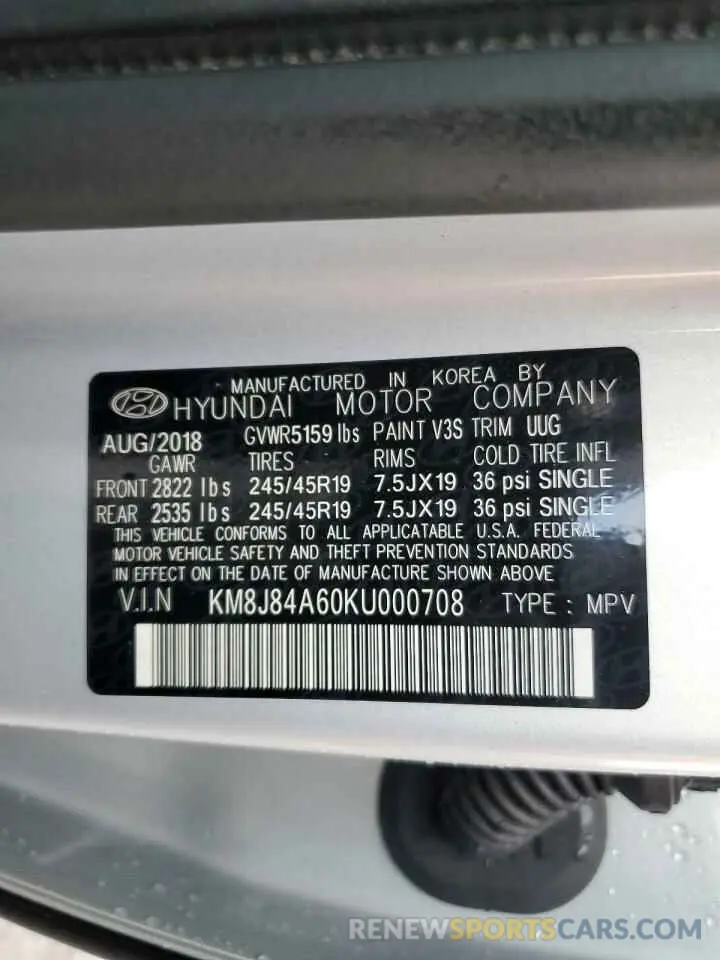 MANUFACTURED IN KOREA BY
HYUNDAI MOTOR COMPANY
AUG/2018 GVWR5159 lbs PAINT V3S TRIM UUG
GAWR TIRES RIMS COLD TIRE INFL
FRONT 2822 lbs 245/45R19 7.5JX19 36 psi SINGLE
REAR 2535 lbs 245/45R19 7.5JX19 36 psi SINGLE
THIS VEHICLE CONFORMS TO ALL APPLICATABLE U.S.A. FEDERAL
MOTOR VEHICLE SAFETY AND THEFT PREVENTION STANDARDS
IN EFFECT ON THE DATE OF MANUFACTURE SHOWN ABOVE
V.I.N KM8J84A60KU000708 TYPE : MPV
RENEWSPORTSCARS.COM